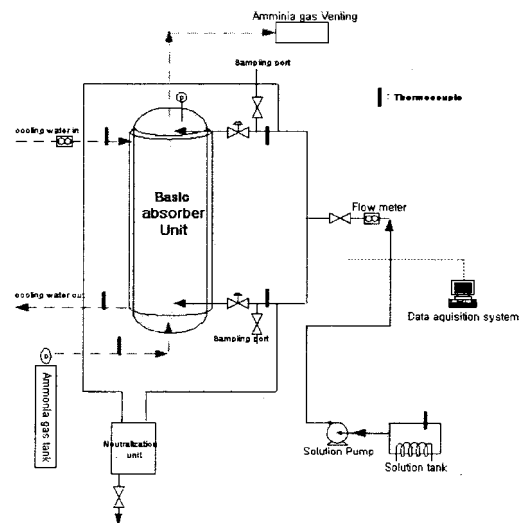 Amminia gas Venting
Sampling port
: Thermocouple
cooling water in
P
Basic
absorber
Unit
Flow meter
cooling water out
Data aquisition system
Sampling port
P
Ammonia gas tank
Neutralization
unit
Solution Pump
Solution tank